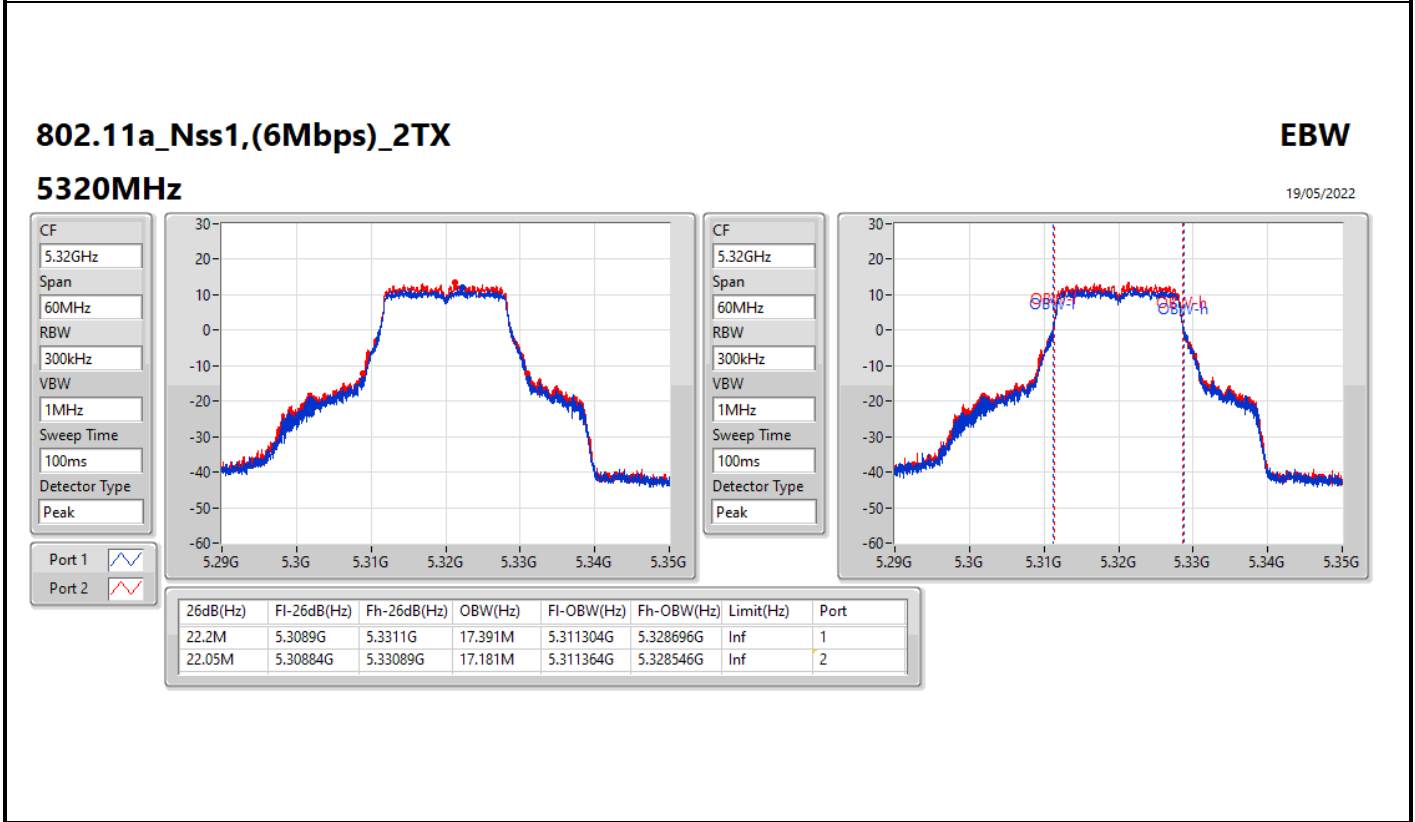 802.11a_Nss1,(6Mbps)_2TX EBW
5320MHz 19/05/2022
CF
5.32GHz
Span
60MHz
RBW
300kHz
VBW
1MHz
Sweep Time
100ms
Detector Type
Peak
Port 1
Port 2
30
20
10
0
-10
-20
-30
-40
-50
-60
5.29G 5.3G 5.31G 5.32G 5.33G 5.34G 5.35G
CF
5.32GHz
Span
60MHz
RBW
300kHz
VBW
1MHz
Sweep Time
100ms
Detector Type
Peak
30
20
10
0
-10
-20
-30
-40
-50
-60
OBW-l OBW-h
OBW-l OBW-h
5.29G 5.3G 5.31G 5.32G 5.33G 5.34G 5.35G
26dB(Hz) Fl-26dB(Hz) Fh-26dB(Hz) OBW(Hz) Fl-OBW(Hz) Fh-OBW(Hz) Limit(Hz) Port
22.2M 5.3089G 5.3311G 17.391M 5.311304G 5.328696G Inf 1
22.05M 5.30884G 5.33089G 17.181M 5.311364G 5.328546G Inf 2